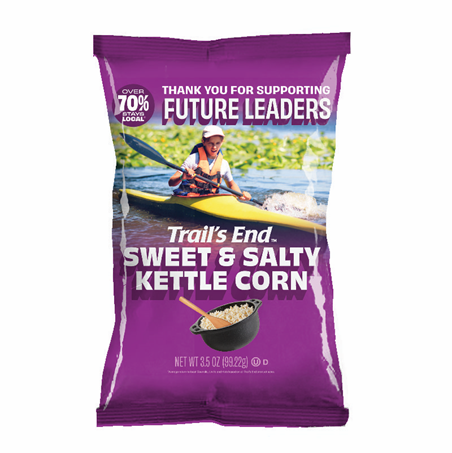 OVER
70%
STAYS
LOCAL
THANK YOU FOR SUPPORTING
FUTURE LEADERS
Trail's End™
SWEET & SALTY
KETTLE CORN
NET WT 3.5 OZ (99.22g) U D